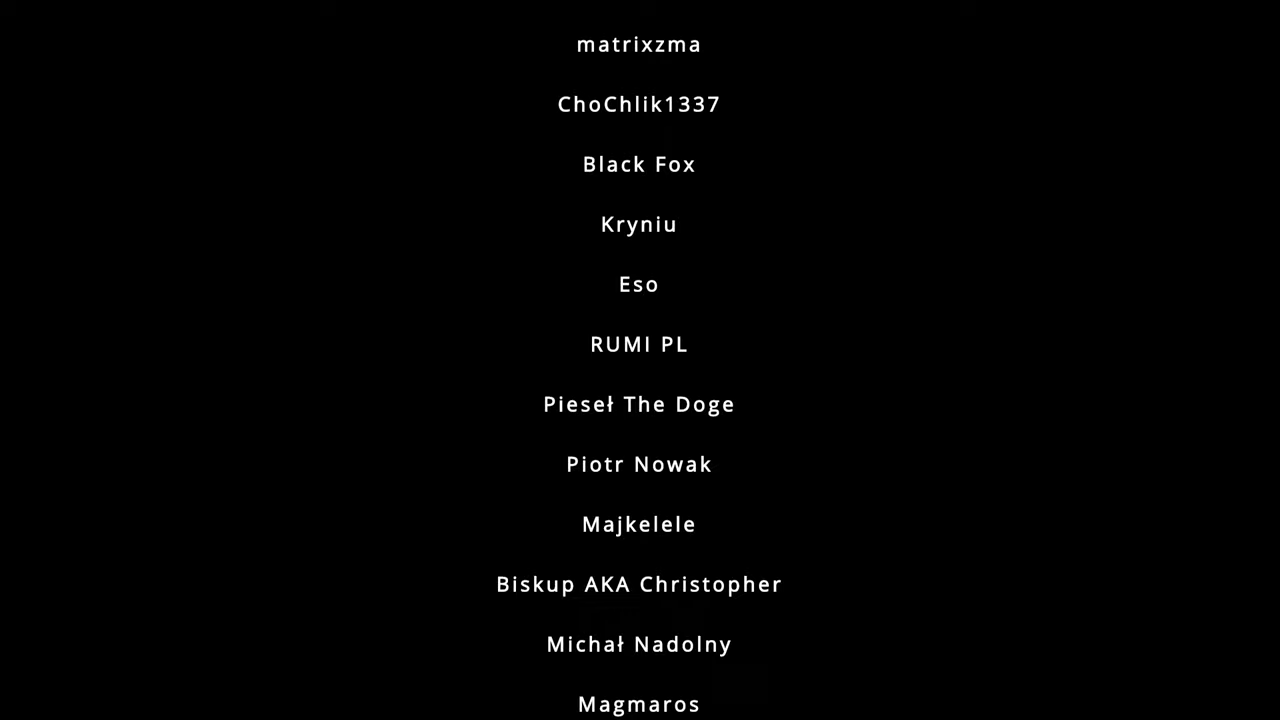 matrixzma
ChoChlik1337
Black Fox
Kryniu
Eso
RUMI PL
Pieseł The Doge
Piotr Nowak
Majkelele
Biskup AKA Christopher
Michał Nadolny
Magmaros